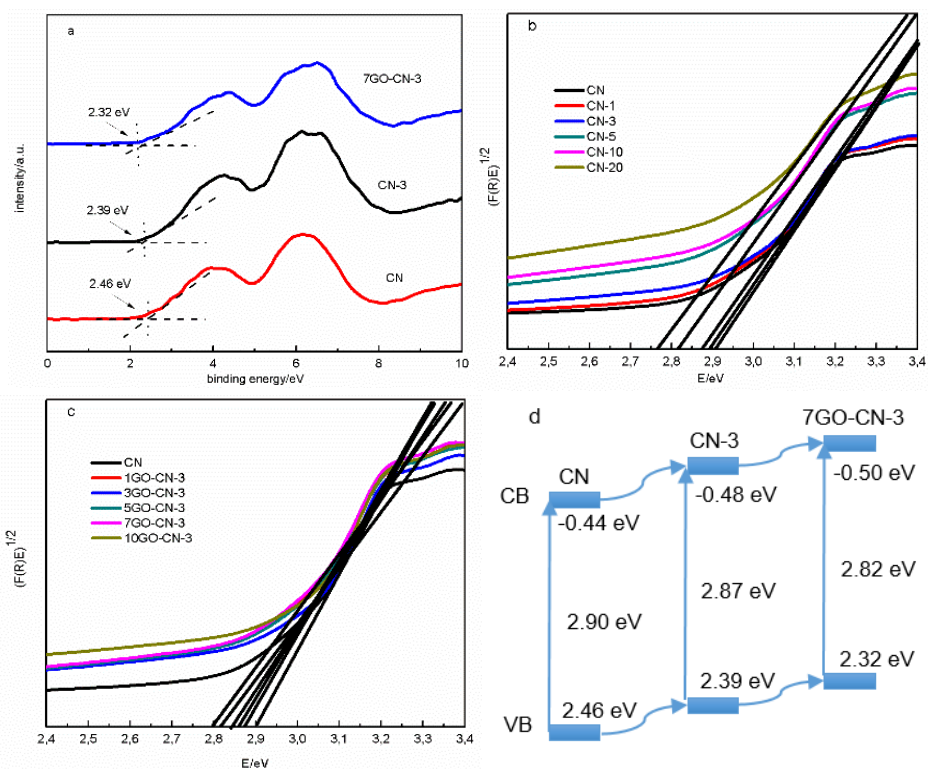 a
7GO-CN-3
2.32 eV
CN-3
2.39 eV
CN
2.46 eV
intensity/a.u.
0 2 4 6 8 10
binding energy/eV
b
CN
CN-1
CN-3
CN-5
CN-10
CN-20
(F(R)E)^1/2
2,4 2,5 2,6 2,7 2,8 2,9 3,0 3,1 3,2 3,3 3,4
E/eV
c
CN
1GO-CN-3
3GO-CN-3
5GO-CN-3
7GO-CN-3
10GO-CN-3
(F(R)E)^1/2
2,4 2,5 2,6 2,7 2,8 2,9 3,0 3,1 3,2 3,3 3,4
E/eV
d
7GO-CN-3
CN-3
CN
CB
-0.50 eV
-0.48 eV
-0.44 eV
2.82 eV
2.87 eV
2.90 eV
2.32 eV
2.39 eV
2.46 eV
VB